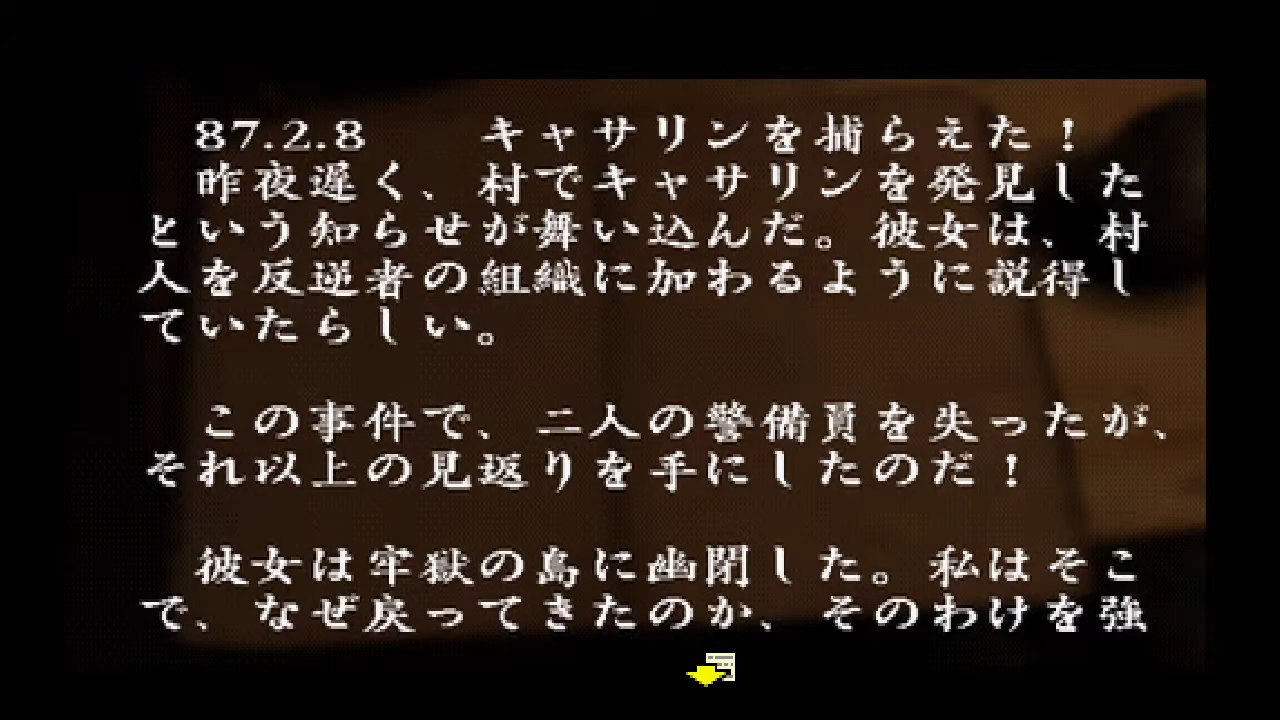 87.2.8　　キャサリンを捕らえた！
昨夜遅く、村でキャサリンを発見した
という知らせが舞い込んだ。彼女は、村
人を反逆者の組織に加わるように説得し
ていたらしい。
この事件で、二人の警備員を失ったが、
それ以上の見返りを手にしたのだ！
彼女は牢獄の島に幽閉した。私はそこ
で、なぜ戻ってきたのか、そのわけを強